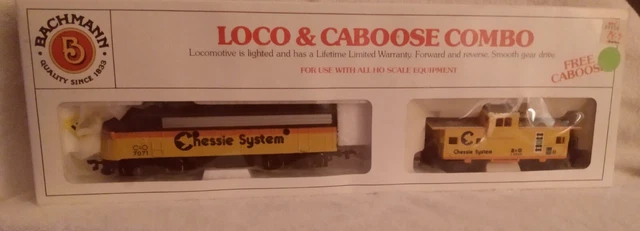 BACHMANN
B
QUALITY SINCE 1833
LOCO & CABOOSE COMBO
Locomotive is lighted and has a Lifetime Limited Warranty. Forward and reverse. Smooth gear drive.
FOR USE WITH ALL HO SCALE EQUIPMENT
FREE
CABOOSE
Chessie System
C&O
7071
Chessie System